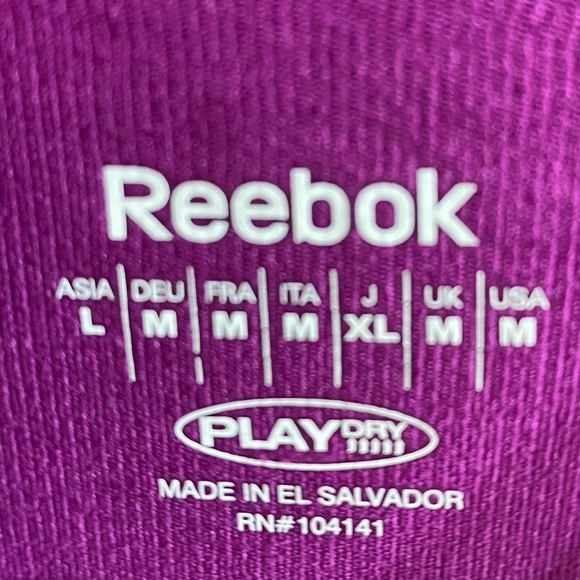 Reebok
ASIA DEU FRA ITA J UK USA
L M M M XL M M
PLAYDRY
MADE IN EL SALVADOR
RN#104141